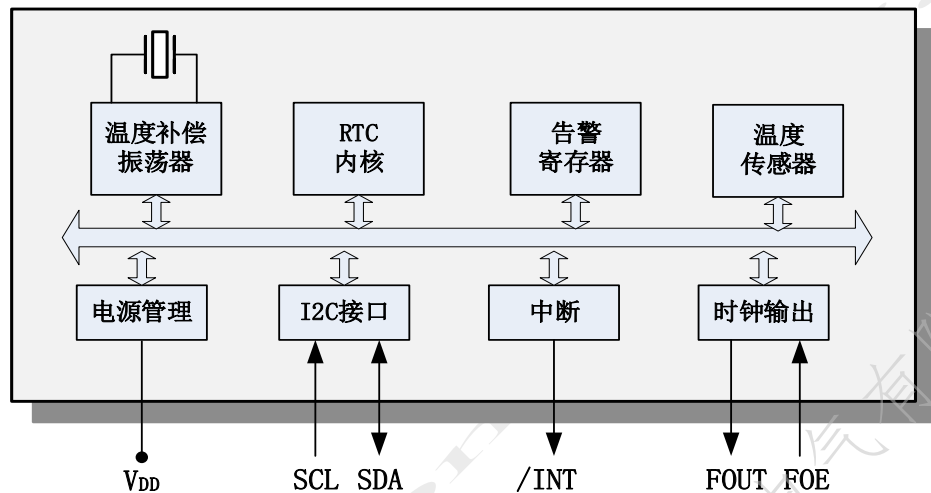 温度补偿
振荡器
RTC
内核
告警
寄存器
温度
传感器
电源管理
I2C接口
中断
时钟输出
VDD
SCL SDA
/INT
FOUT FOE